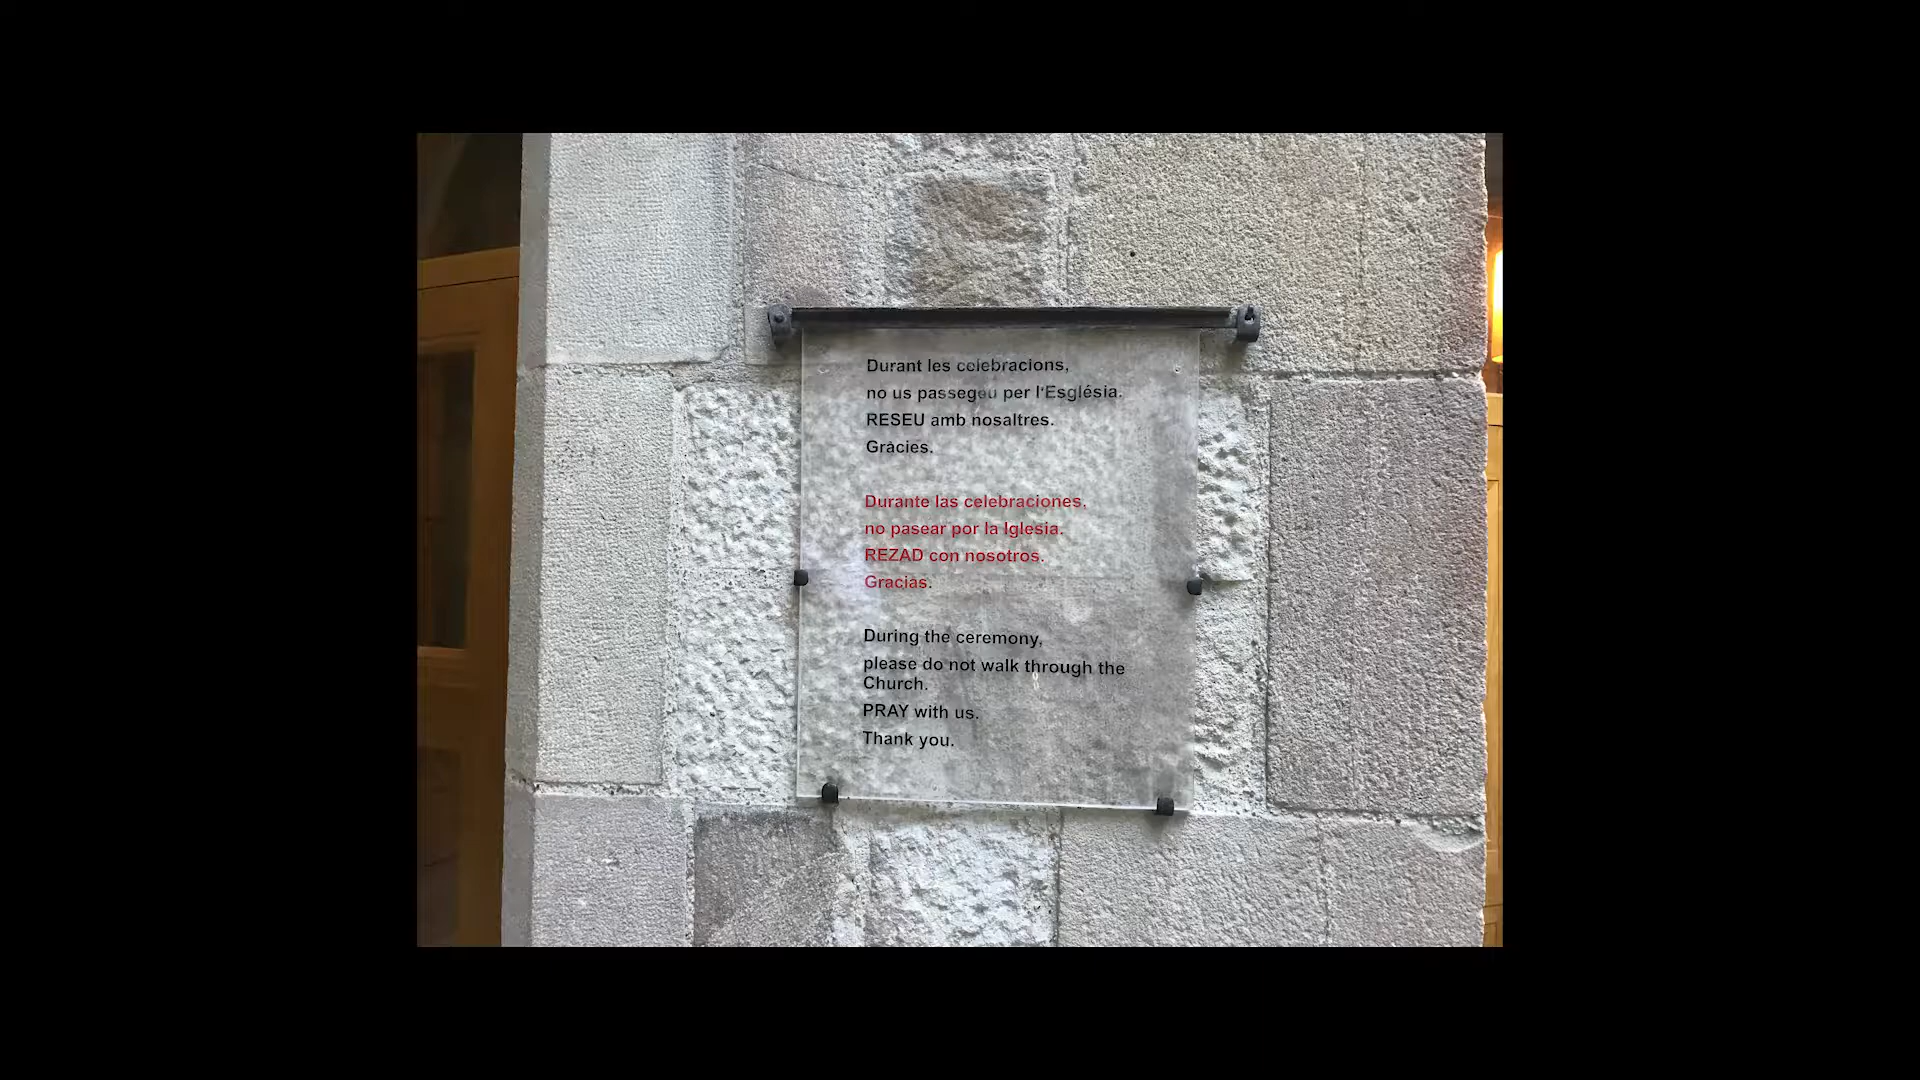 Durant les celebracions,
no us passegeu per l'Església.
RESEU amb nosaltres.
Gràcies.
Durante las celebraciones,
no pasear por la Iglesia.
REZAD con nosotros.
Gracias.
During the ceremony,
please do not walk through the
Church.
PRAY with us.
Thank you.